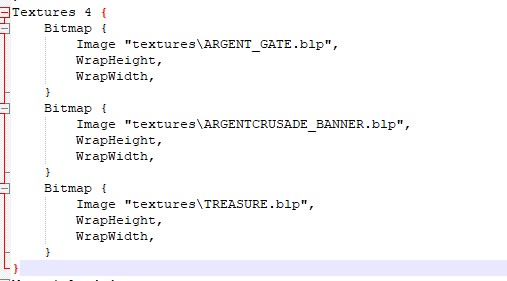 Textures 4 {
Bitmap {
Image "textures\ARGENT_GATE.blp",
WrapHeight,
WrapWidth,
}
Bitmap {
Image "textures\ARGENTCRUSADE_BANNER.blp",
WrapHeight,
WrapWidth,
}
Bitmap {
Image "textures\TREASURE.blp",
WrapHeight,
WrapWidth,
}
}